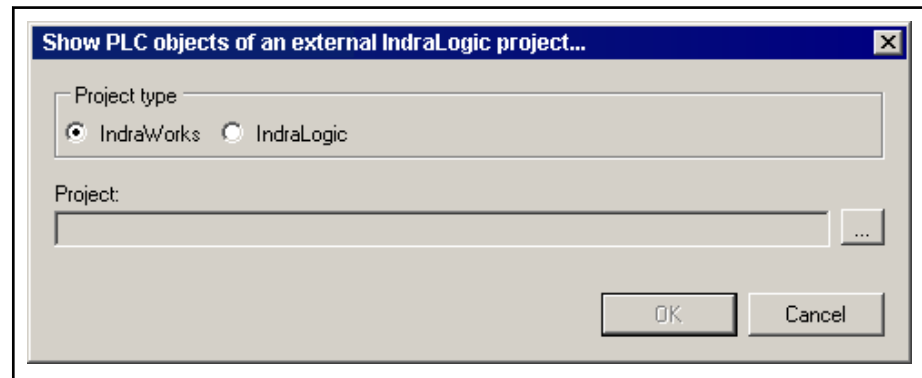 Show PLC objects of an external IndraLogic project...
Project type
IndraWorks IndraLogic
Project:
...
OK Cancel